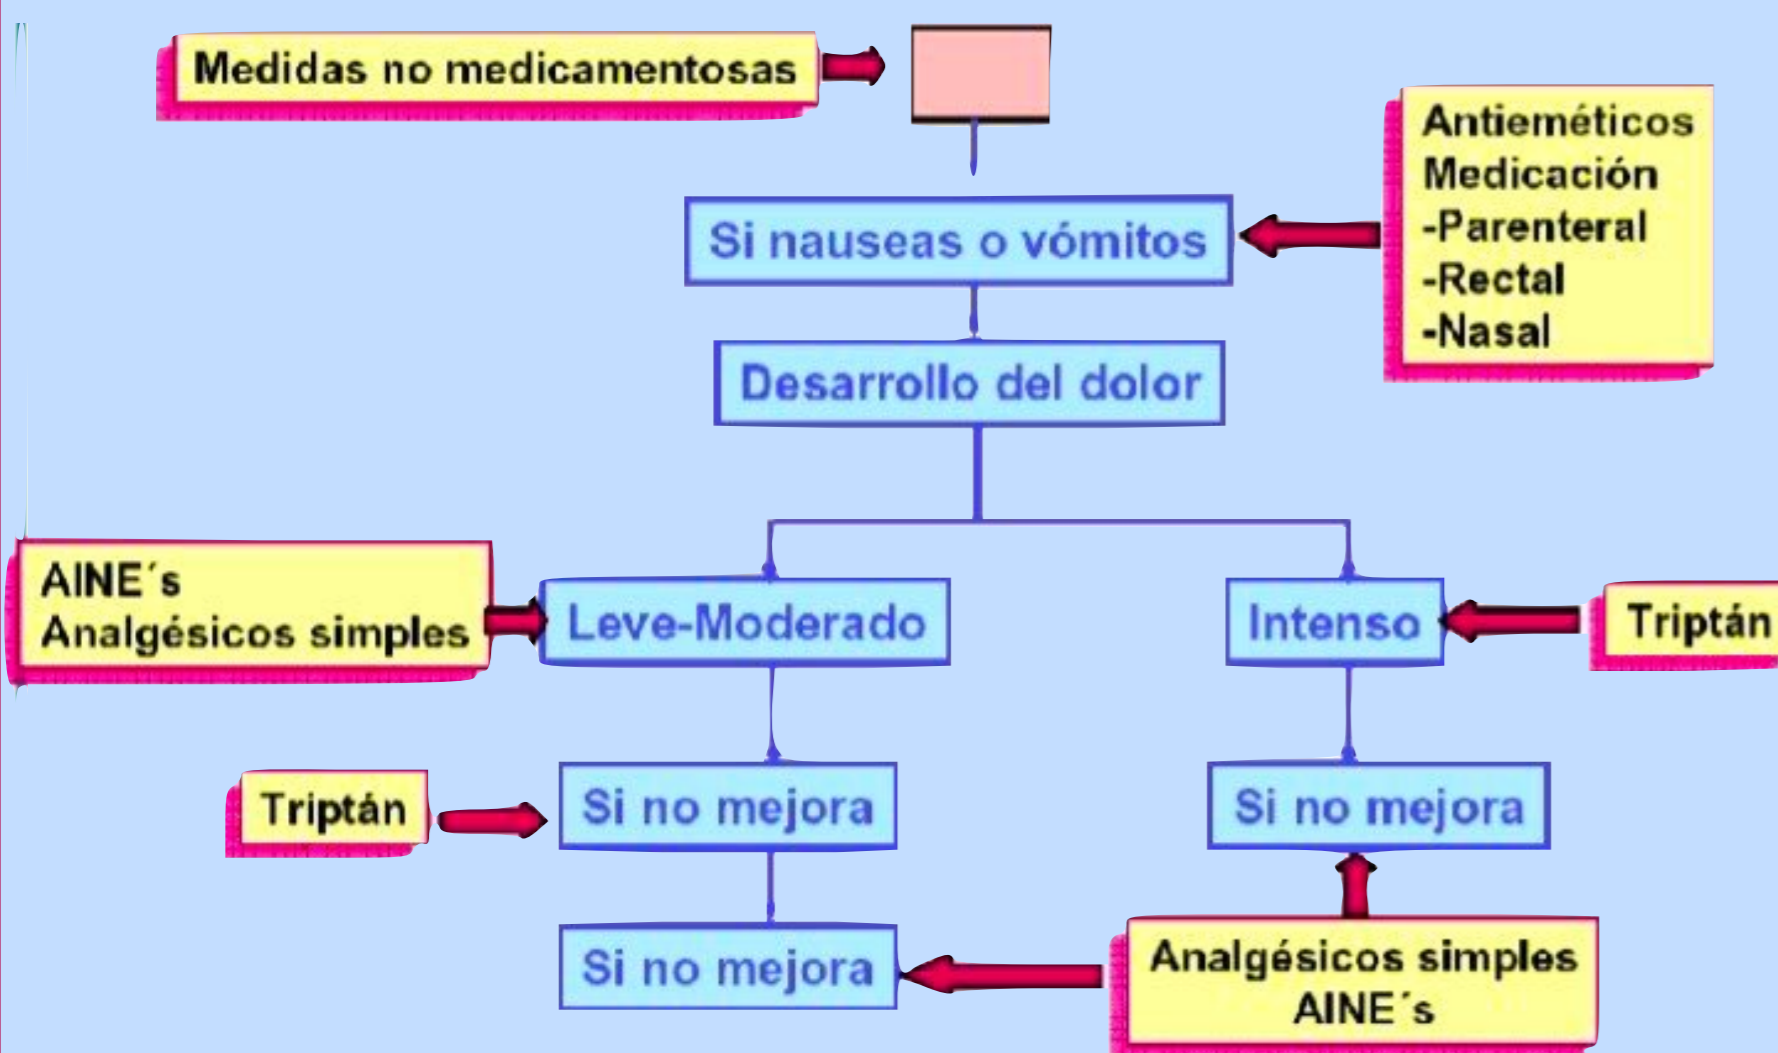 Medidas no medicamentosas
Antieméticos
Medicación
-Parenteral
-Rectal
-Nasal
Si nauseas o vómitos
Desarrollo del dolor
AINE´s
Analgésicos simples
Leve-Moderado
Intenso
Triptán
Triptán
Si no mejora
Si no mejora
Si no mejora
Analgésicos simples
AINE´s